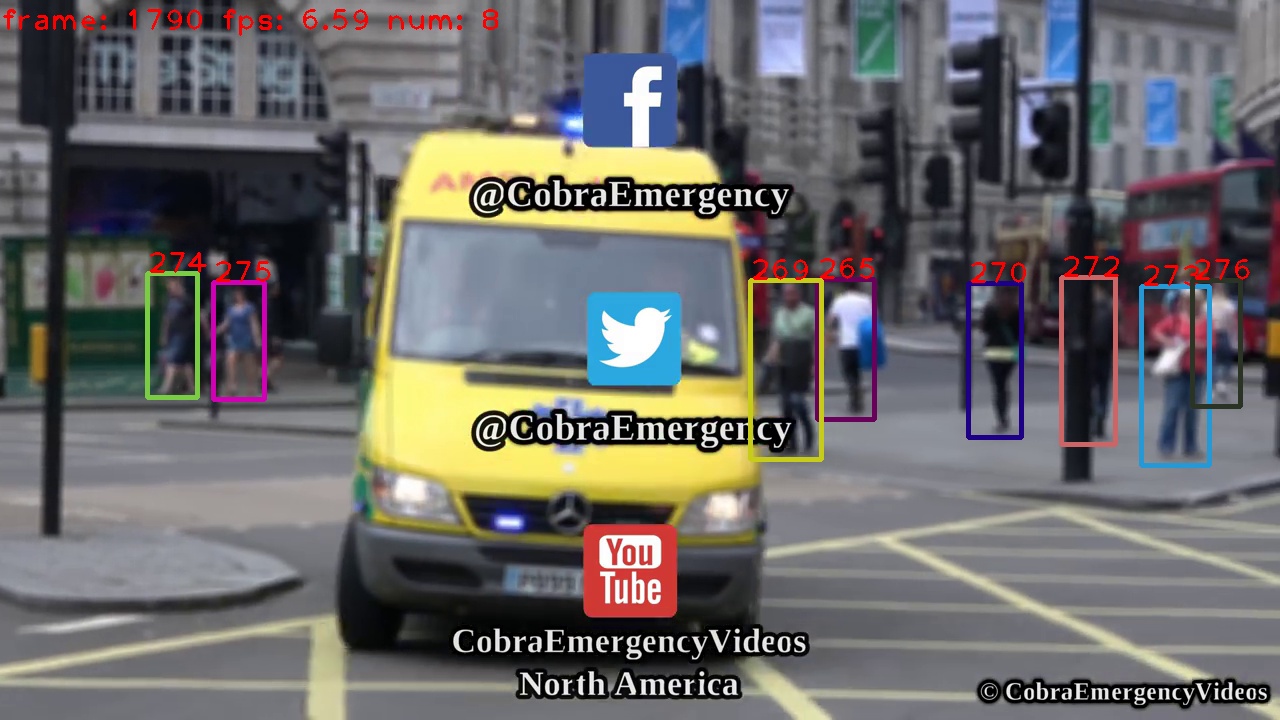 frame: 1790 fps: 6.59 num: 8
f
@CobraEmergency
274
275
269
265
270
272
273
276
@CobraEmergency
You
Tube
CobraEmergencyVideos
North America
© CobraEmergencyVideos